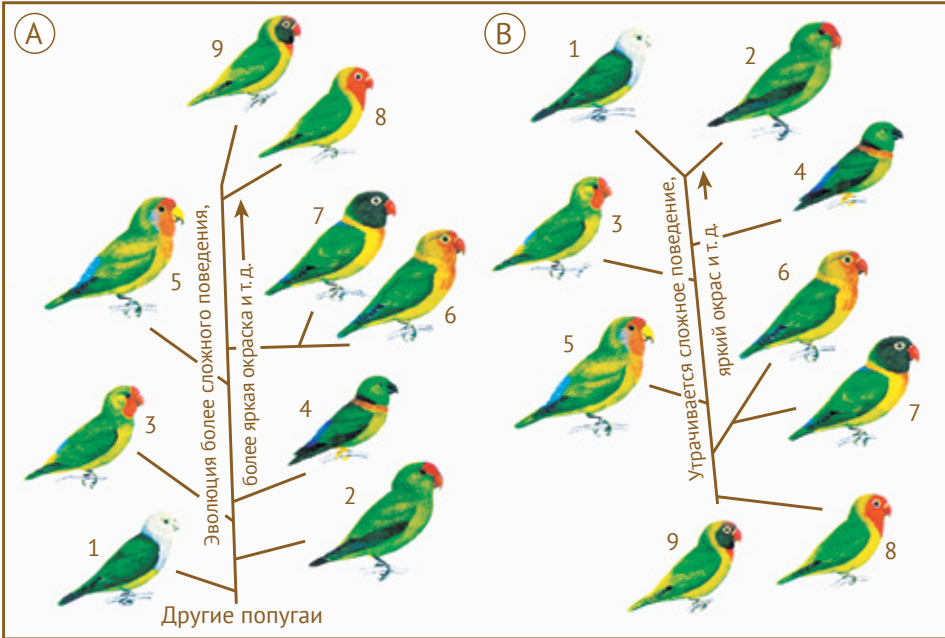 A
9
8
7
5
6
Эволюция более сложного поведения,
более яркая окраска и т. д.
3
4
2
1
Другие попугаи
B
1
2
4
3
6
5
Утрачивается сложное поведение,
яркий окрас и т. д.
7
9
8